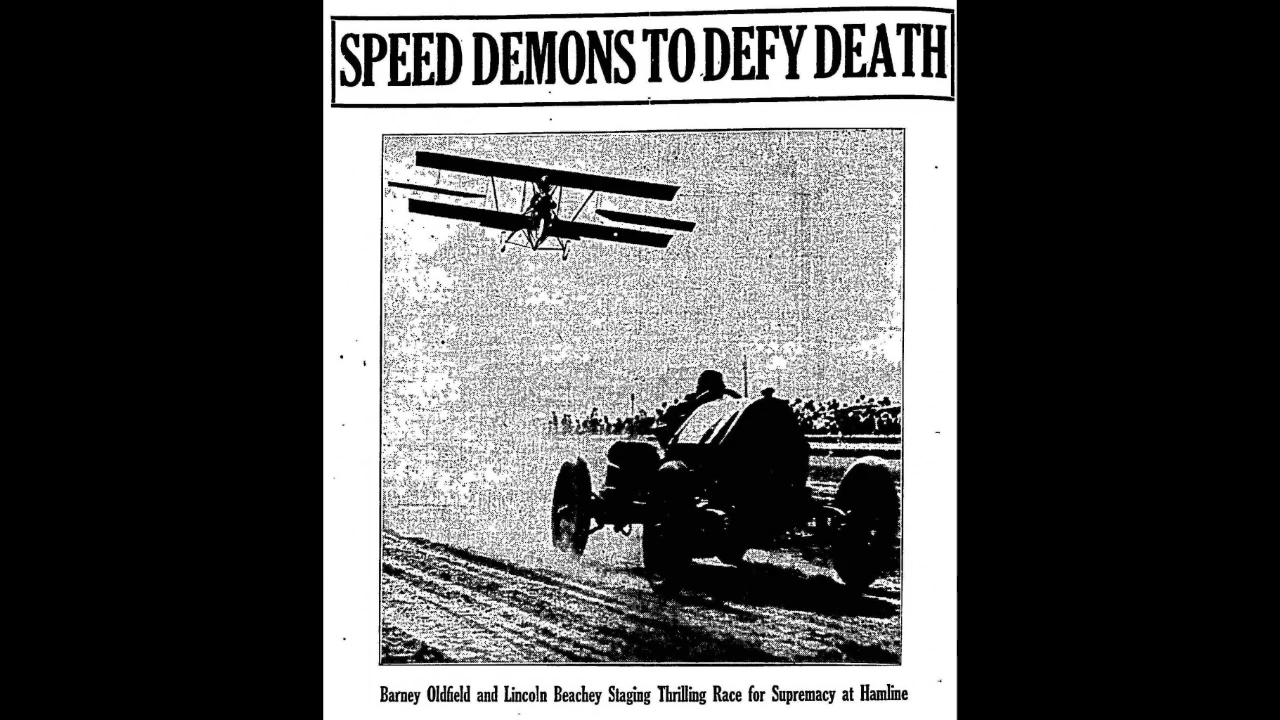 SPEED DEMONS TO DEFY DEATH
Barney Oldfield and Lincoln Beachey Staging Thrilling Race for Supremacy at Hamline